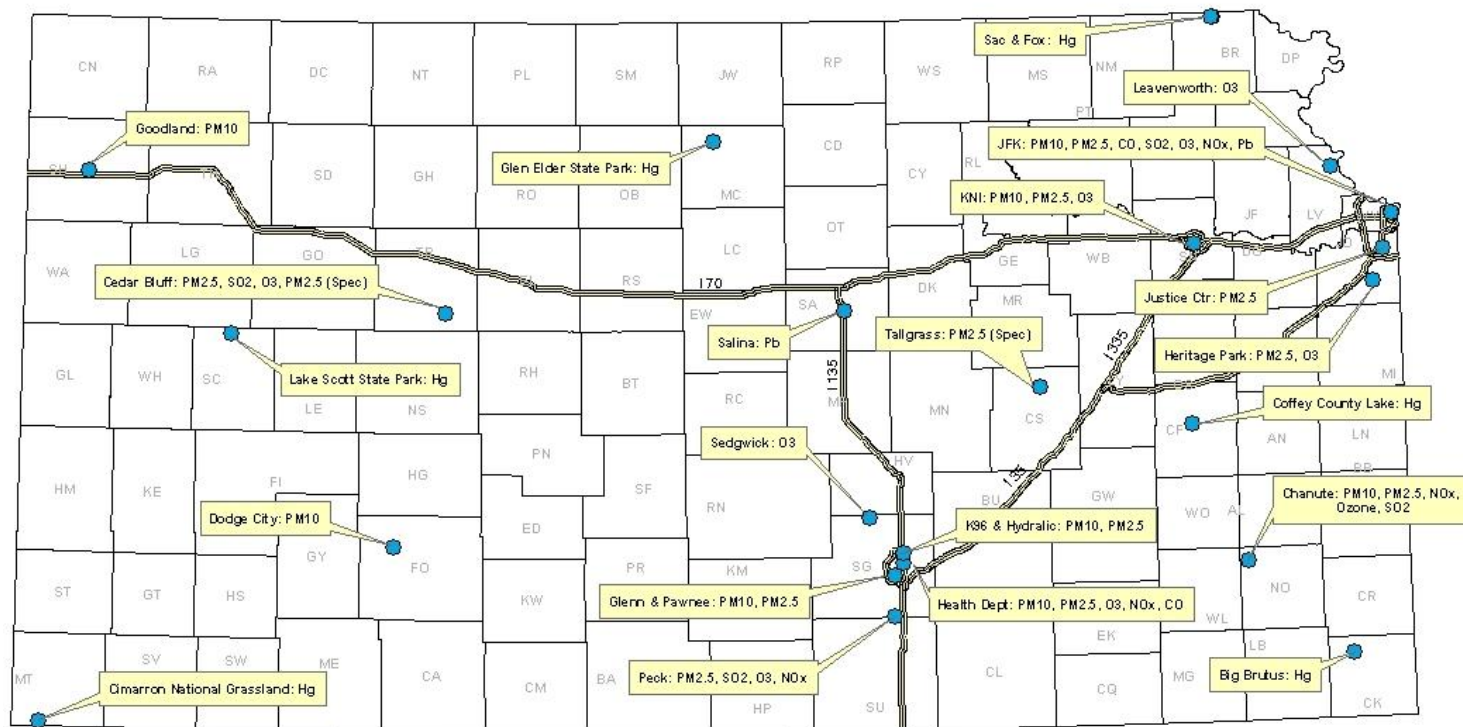 Sac & Fox: Hg
CN
RA
DC
NT
PL
SM
JW
RP
WS
MS
NM
BR
DP
Leavenworth: O3
PT
Goodland: PM10
JFK: PM10, PM2.5, CO, SO2, O3, NOx, Pb
Glen Elder State Park: Hg
SH
TH
SD
GH
RO
OB
MC
CD
CY
RL
KNI: PM10, PM2.5, O3
JF
LV
OT
LC
WA
LG
GO
TR
EL
RS
I70
GE
WB
DG
Cedar Bluff: PM2.5, SO2, O3, PM2.5 (Spec)
EW
SA
DK
MR
Justice Ctr: PM2.5
Salina: Pb
Tallgrass: PM2.5 (Spec)
I335
Heritage Park: PM2.5, O3
GL
WH
SC
Lake Scott State Park: Hg
LE
NS
RH
BT
RC
I135
MN
CS
MI
Coffey County Lake: Hg
CF
AN
LN
Sedgwick: O3
HV
PN
HM
KE
FI
HG
SF
RN
I35
BU
GW
WO
AL
BB
Chanute: PM10, PM2.5, NOx,
Ozone, SO2
Dodge City: PM10
ED
K96 & Hydralic: PM10, PM2.5
GY
FO
PR
KM
SG
ST
GT
HS
KW
Glenn & Pawnee: PM10, PM2.5
Health Dept: PM10, PM2.5, O3, NOx, CO
WL
NO
CR
EK
LB
MT
SV
SW
ME
CA
CM
BA
Peck: PM2.5, SO2, O3, NOx
CL
MG
Big Brutus: Hg
Cimarron National Grassland: Hg
HP
SU
CQ
CK